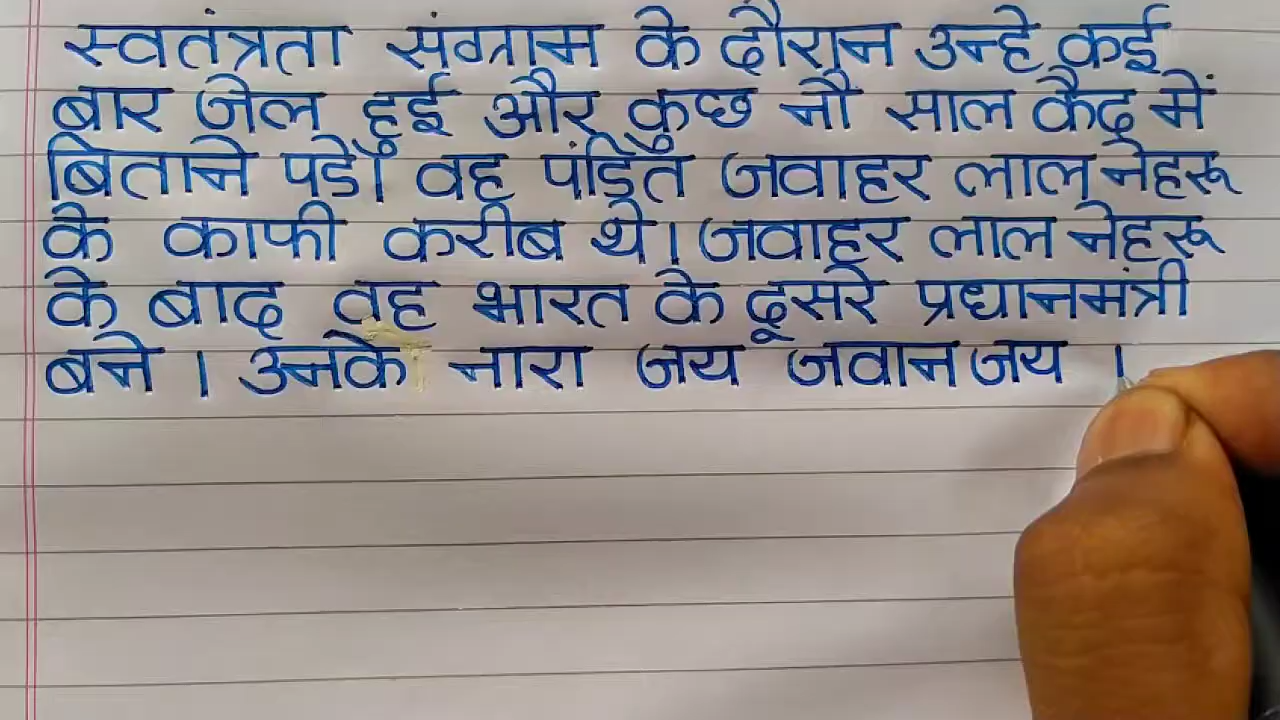 स्वतंत्रता संग्राम के दौरान उन्हे कई
बार जेल हुई और कुछ नौ साल कैद में
बिताने पडे। वह पंडित जवाहर लाल नेहरू
के काफी करीब थे। जवाहर लाल नेहरू
के बाद वह भारत के दूसरे प्रधानमंत्री
बने । उनके नारा जय जवान जय ।